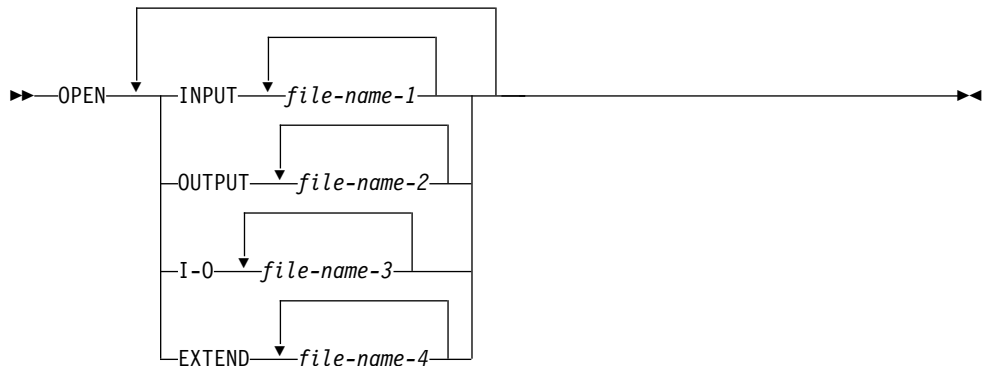 OPEN INPUT file-name-1
OUTPUT file-name-2
I-O file-name-3
EXTEND file-name-4